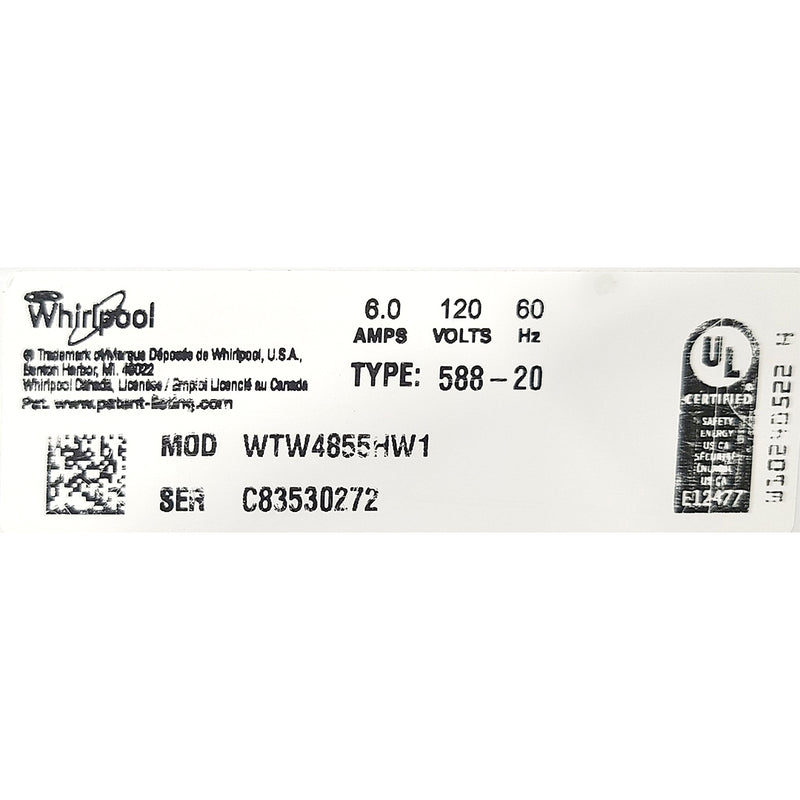 Whirlpool
® Trademark of/Marque Déposée de Whirlpool, U.S.A.,
Benton Harbor, MI. 49022
Whirlpool Canada, Licensee / Emploi Licencié au Canada
Pat. www.patent-listing.com
6.0 120 60
AMPS VOLTS Hz
TYPE: 588-20
MOD WTW4855HW1
SER C83530272
UL
®
CERTIFIED
SAFETY
ENERGY
US CA
SÉCURITÉ
ÉNERGIE
US CA
E12477
W10240522 H